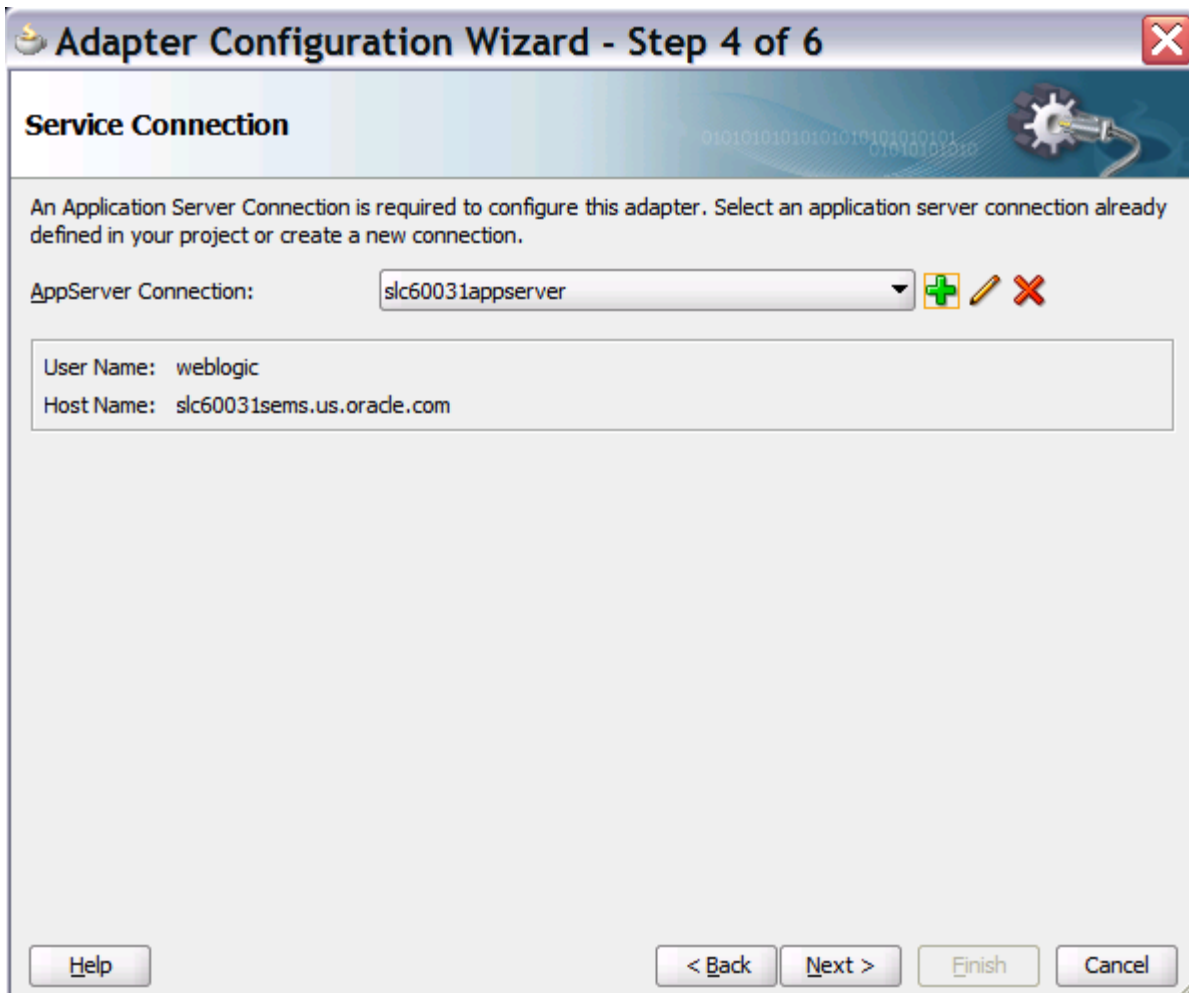 Adapter Configuration Wizard - Step 4 of 6
Service Connection
01010101010101010101010101
01010101010
An Application Server Connection is required to configure this adapter. Select an application server connection already
defined in your project or create a new connection.
AppServer Connection: slc60031appserver
User Name: weblogic
Host Name: slc60031sems.us.oracle.com
Help < Back Next > Finish Cancel